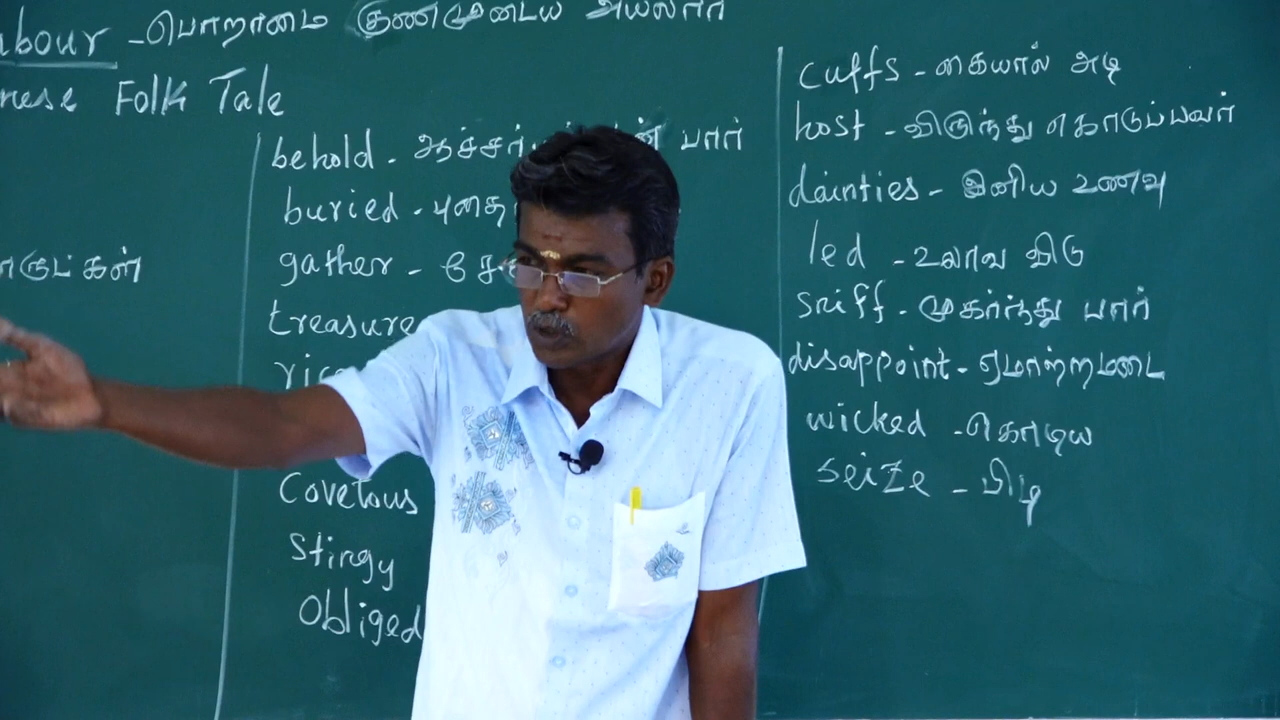 abour - பொறாமை குணமுடைய அயலார்
nese Folk Tale
ருட்கள்
behold - பார்
buried - புதை
gather - சே
treasure
Covetous
Stingy
Obliged
cuffs - கையால் அடி
host - விருந்து கொடுப்பவர்
dainties - இனிய உணவு
led - உலாவ விடு
sniff - முகர்ந்து பார்
disappoint - ஏமாற்றமடை
wicked - கொடிய
seize - பிடி